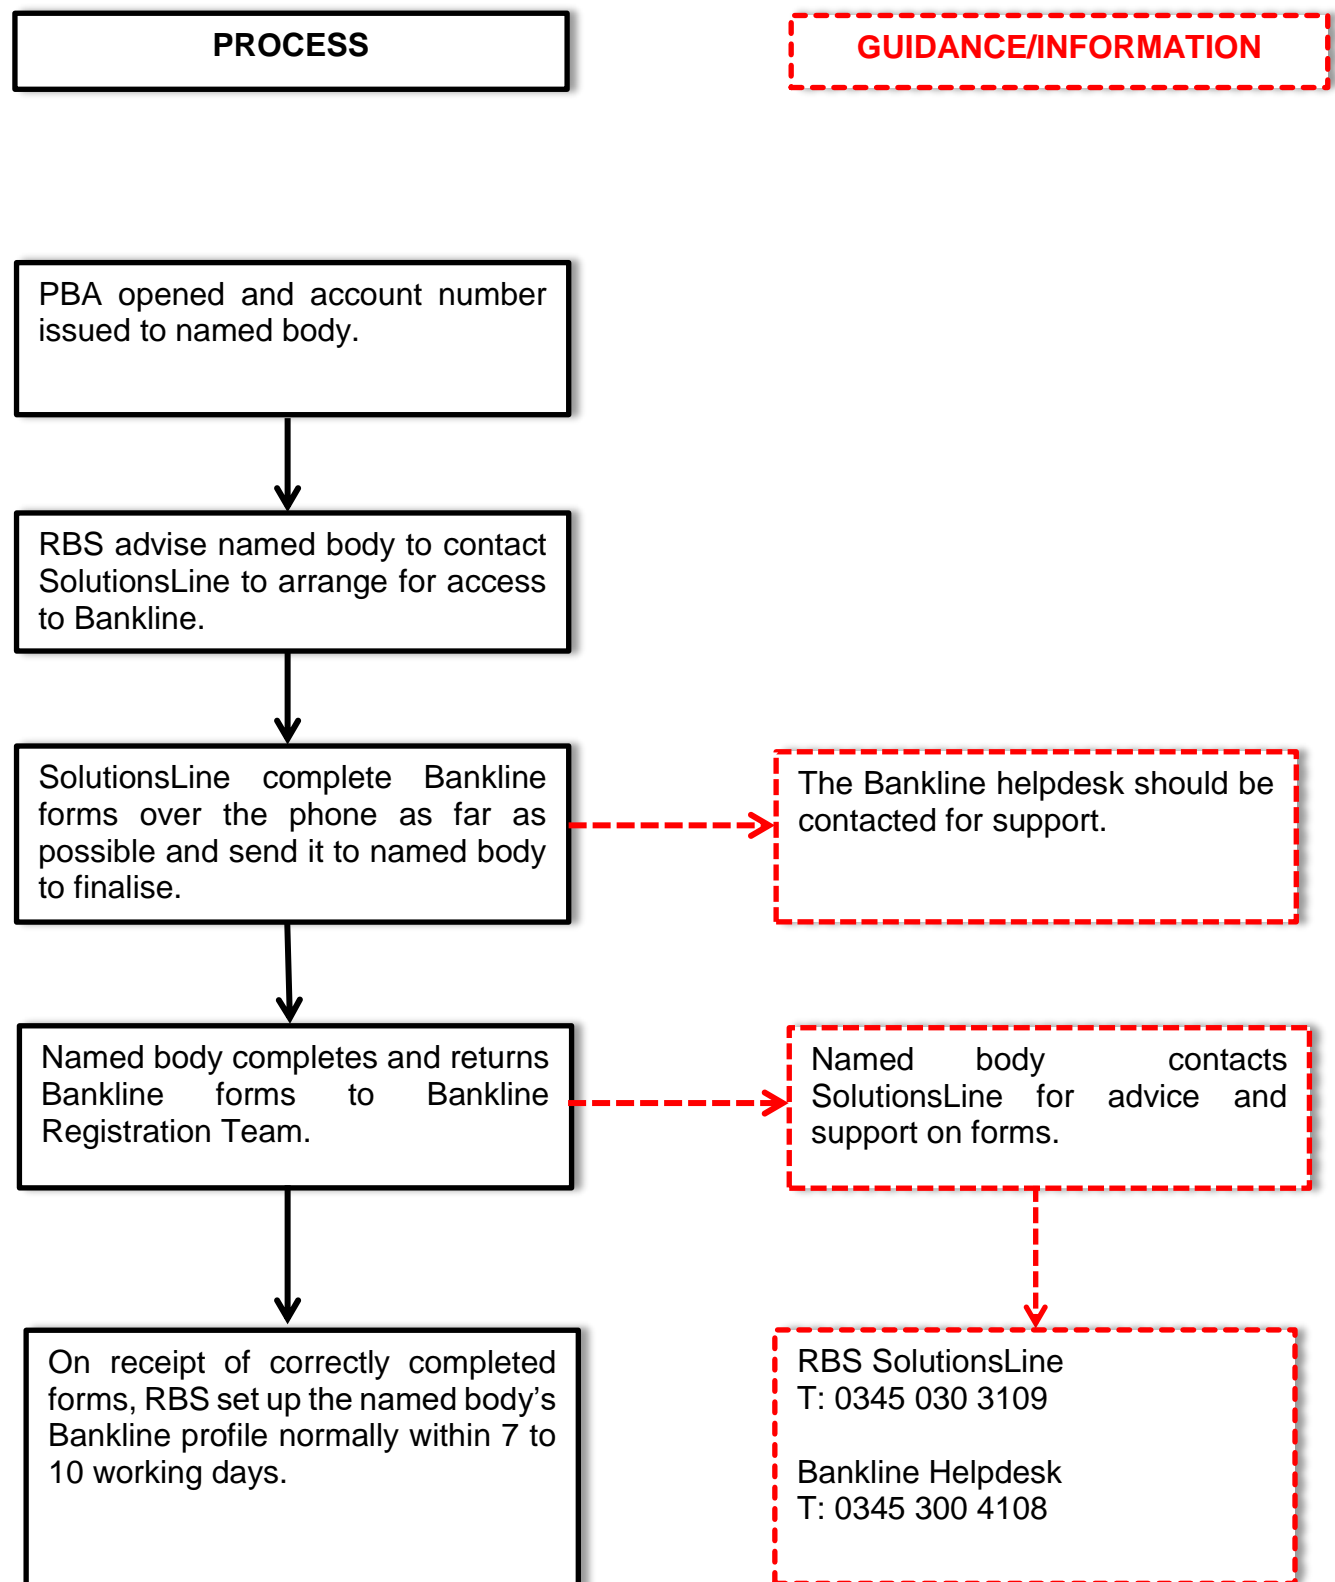 PROCESS
GUIDANCE/INFORMATION
PBA opened and account number
issued to named body.
RBS advise named body to contact
SolutionsLine to arrange for access
to Bankline.
SolutionsLine complete Bankline
forms over the phone as far as
possible and send it to named body
to finalise.
The Bankline helpdesk should be
contacted for support.
Named body completes and returns
Bankline forms to Bankline
Registration Team.
Named body contacts
SolutionsLine for advice and
support on forms.
On receipt of correctly completed
forms, RBS set up the named body’s
Bankline profile normally within 7 to
10 working days.
RBS SolutionsLine
T: 0345 030 3109
Bankline Helpdesk
T: 0345 300 4108